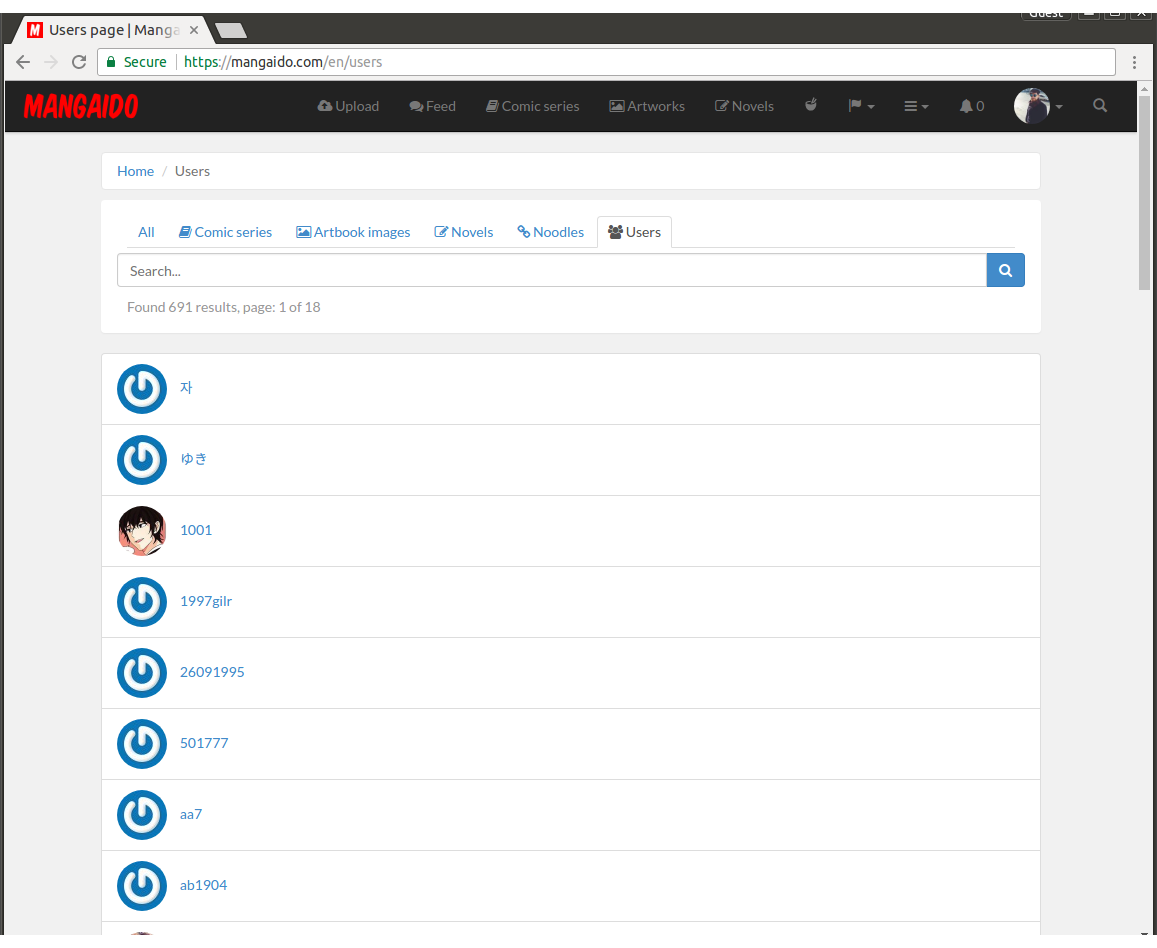 Guest
Users page | Manga
Secure https://mangaido.com/en/users
MANGAIDO Upload Feed Comic series Artworks Novels 0
Home / Users
All Comic series Artbook images Novels Noodles Users
Search...
Found 691 results, page: 1 of 18
자
ゆき
1001
1997gilr
26091995
501777
aa7
ab1904